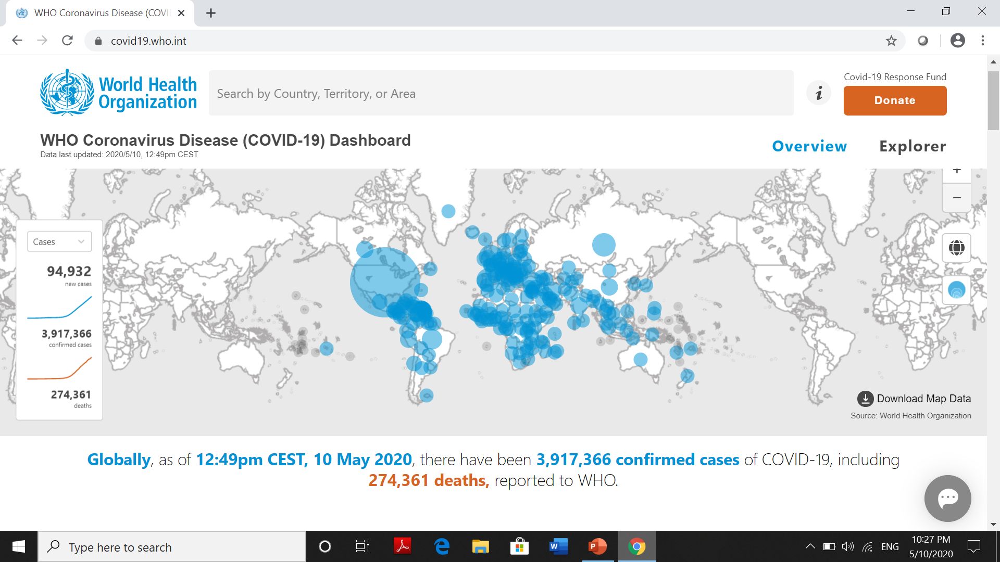 WHO Coronavirus Disease (COVI
covid19.who.int
World Health
Organization
Search by Country, Territory, or Area
i
Covid-19 Response Fund
Donate
WHO Coronavirus Disease (COVID-19) Dashboard
Data last updated: 2020/5/10, 12:49pm CEST
Overview
Explorer
Cases
94,932
new cases
3,917,366
confirmed cases
274,361
deaths
Download Map Data
Source: World Health Organization
Globally, as of 12:49pm CEST, 10 May 2020, there have been 3,917,366 confirmed cases of COVID-19, including
274,361 deaths, reported to WHO.
Type here to search
ENG
10:27 PM
5/10/2020